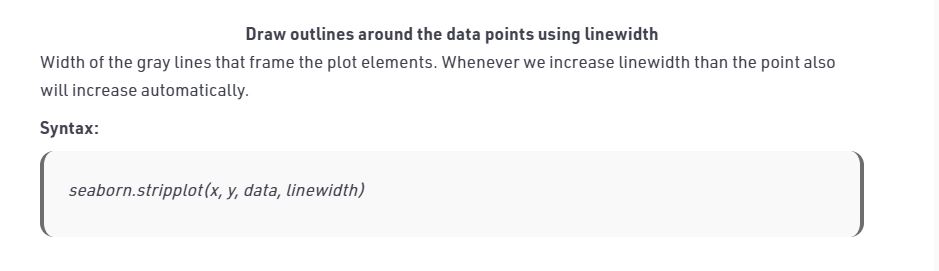 Draw outlines around the data points using linewidth
Width of the gray lines that frame the plot elements. Whenever we increase linewidth than the point also
will increase automatically.
Syntax:
seaborn.stripplot(x, y, data, linewidth)